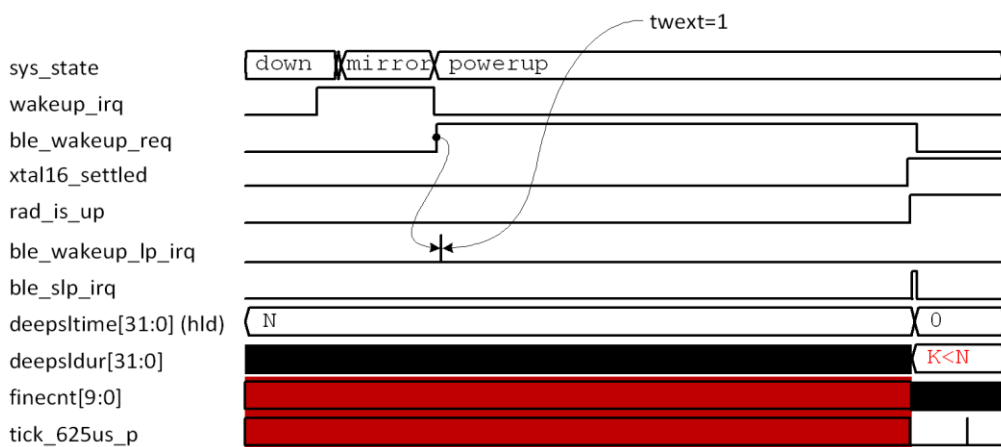 twext=1
sys_state down mirror powerup
wakeup_irq
ble_wakeup_req
xtal16_settled
rad_is_up
ble_wakeup_lp_irq
ble_slp_irq
deepsltime[31:0] (hld) N 0
deepsldur[31:0] K<N
finecnt[9:0]
tick_625us_p